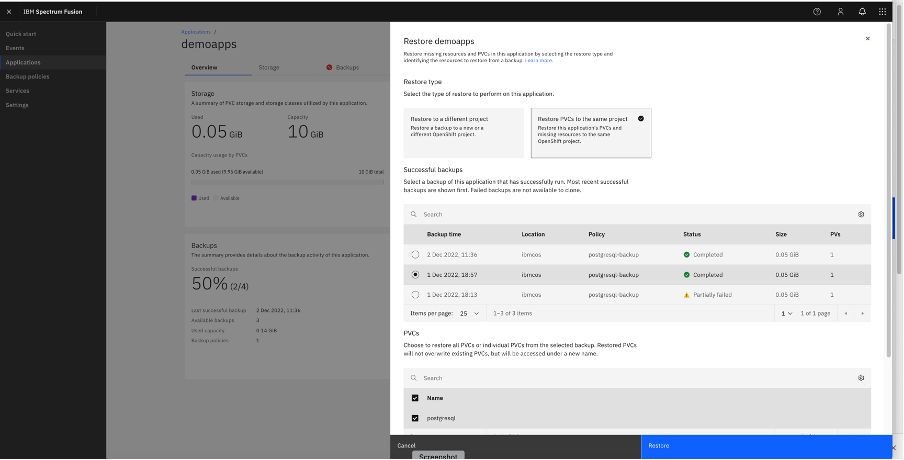 IBM Spectrum Fusion
Quick start
Events
Applications
Backup policies
Services
Settings
Applications /
demoapps
Overview
Storage
Backups
Storage
A summary of PVC storage and storage classes utilized by this application.
Used
Capacity
0.05 GiB
10 GiB
Capacity usage by PVCs
0.05 GiB used (9.95 GiB available)
10 GiB total
Used
Available
Backups
The summary provides details about the backup activity of this application.
Successful backups
50% (2/4)
Last successful backup 2 Dec 2022, 11:36
Available backups 3
Used capacity 0.14 GiB
Backup policies 1
Restore demoapps
Restore missing resources and PVCs in this application by selecting the restore type and
identifying the resources to restore from a backup. Learn more.
Restore type
Select the type of restore to perform on this application.
Restore to a different project
Restore a backup to a new or a
different OpenShift project.
Restore PVCs to the same project
Restore this application's PVCs and
missing resources to the same
OpenShift project.
Successful backups
Select a backup of this application that has successfully run. Most recent successful
backups are shown first. Failed backups are not available to clone.
Search
Backup time Location Policy Status Size PVs
2 Dec 2022, 11:36 ibmcos postgresql-backup Completed 0.05 GiB 1
1 Dec 2022, 18:57 ibmcos postgresql-backup Completed 0.05 GiB 1
1 Dec 2022, 18:13 ibmcos postgresql-backup Partially failed 0.05 GiB 1
Items per page: 25 1–3 of 3 items 1 1 of 1 page
PVCs
Choose to restore all PVCs or individual PVCs from the selected backup. Restored PVCs
will not overwrite existing PVCs, but will be accessed under a new name.
Search
Name
postgresql
Cancel
Restore
Screenshot